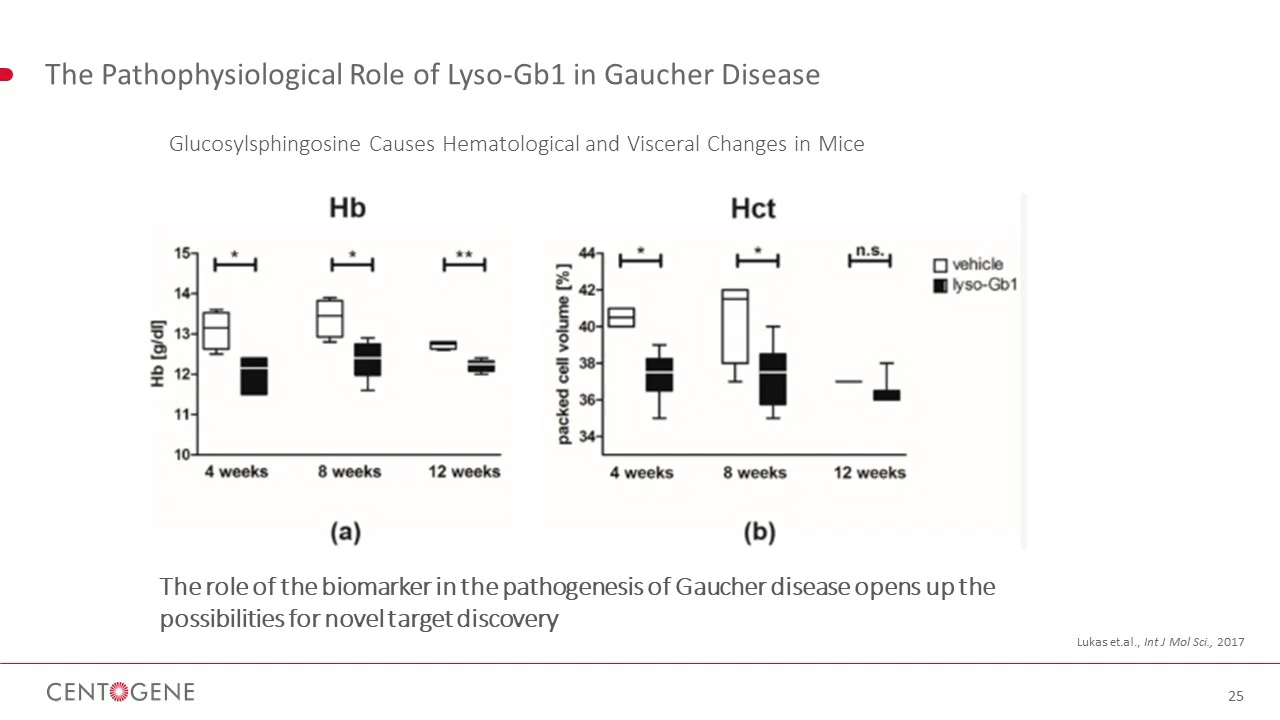 The Pathophysiological Role of Lyso-Gb1 in Gaucher Disease
Glucosylsphingosine Causes Hematological and Visceral Changes in Mice
Hb
15
14
13
12
11
10
Hb [g/dl]
*
*
**
4 weeks
8 weeks
12 weeks
(a)
Hct
44
42
40
38
36
34
packed cell volume [%]
*
*
n.s.
4 weeks
8 weeks
12 weeks
(b)
vehicle
lyso-Gb1
The role of the biomarker in the pathogenesis of Gaucher disease opens up the
possibilities for novel target discovery
Lukas et.al., Int J Mol Sci., 2017
CENTOGENE
25